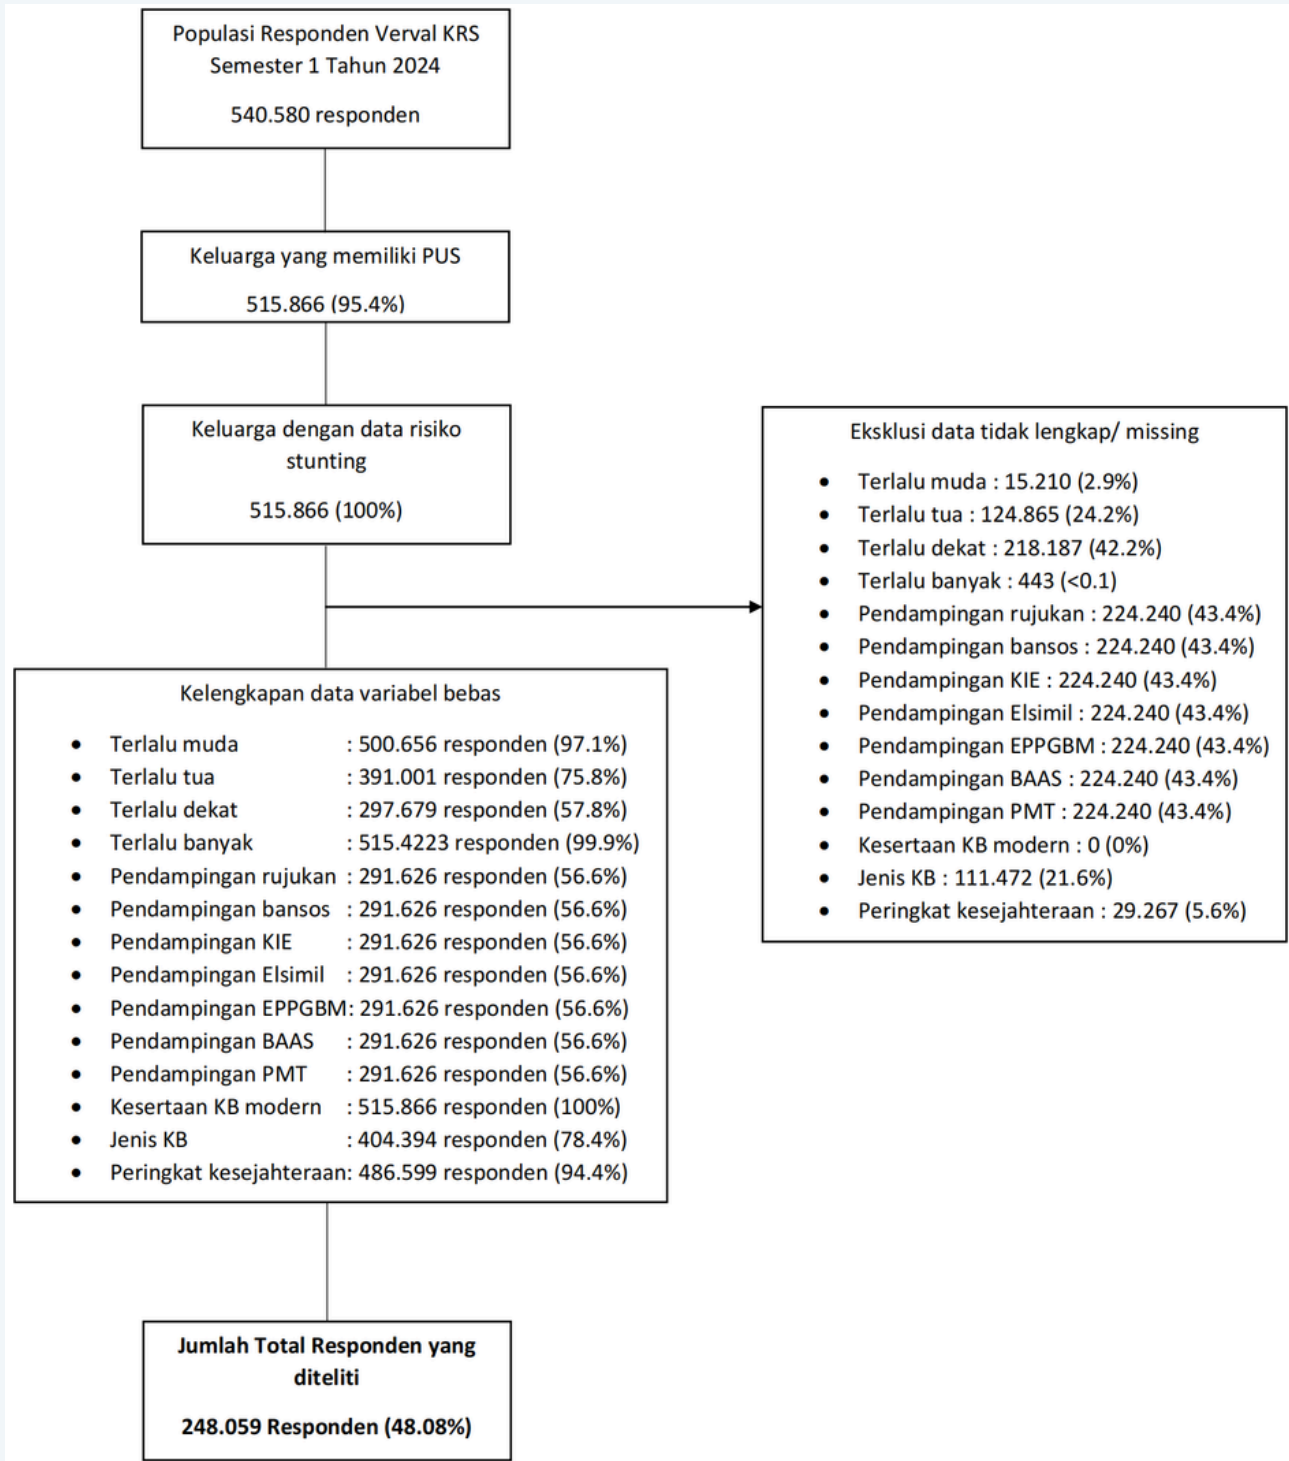 Populasi Responden Verval KRS
Semester 1 Tahun 2024
540.580 responden
Keluarga yang memiliki PUS
515.866 (95.4%)
Keluarga dengan data risiko
stunting
515.866 (100%)
Eksklusi data tidak lengkap/ missing
• Terlalu muda : 15.210 (2.9%)
• Terlalu tua : 124.865 (24.2%)
• Terlalu dekat : 218.187 (42.2%)
• Terlalu banyak : 443 (<0.1)
• Pendampingan rujukan : 224.240 (43.4%)
• Pendampingan bansos : 224.240 (43.4%)
• Pendampingan KIE : 224.240 (43.4%)
• Pendampingan Elsimil : 224.240 (43.4%)
• Pendampingan EPPGBM : 224.240 (43.4%)
• Pendampingan BAAS : 224.240 (43.4%)
• Pendampingan PMT : 224.240 (43.4%)
• Kesertaan KB modern : 0 (0%)
• Jenis KB : 111.472 (21.6%)
• Peringkat kesejahteraan : 29.267 (5.6%)
Kelengkapan data variabel bebas
• Terlalu muda : 500.656 responden (97.1%)
• Terlalu tua : 391.001 responden (75.8%)
• Terlalu dekat : 297.679 responden (57.8%)
• Terlalu banyak : 515.4223 responden (99.9%)
• Pendampingan rujukan : 291.626 responden (56.6%)
• Pendampingan bansos : 291.626 responden (56.6%)
• Pendampingan KIE : 291.626 responden (56.6%)
• Pendampingan Elsimil : 291.626 responden (56.6%)
• Pendampingan EPPGBM: 291.626 responden (56.6%)
• Pendampingan BAAS : 291.626 responden (56.6%)
• Pendampingan PMT : 291.626 responden (56.6%)
• Kesertaan KB modern : 515.866 responden (100%)
• Jenis KB : 404.394 responden (78.4%)
• Peringkat kesejahteraan: 486.599 responden (94.4%)
Jumlah Total Responden yang
diteliti
248.059 Responden (48.08%)